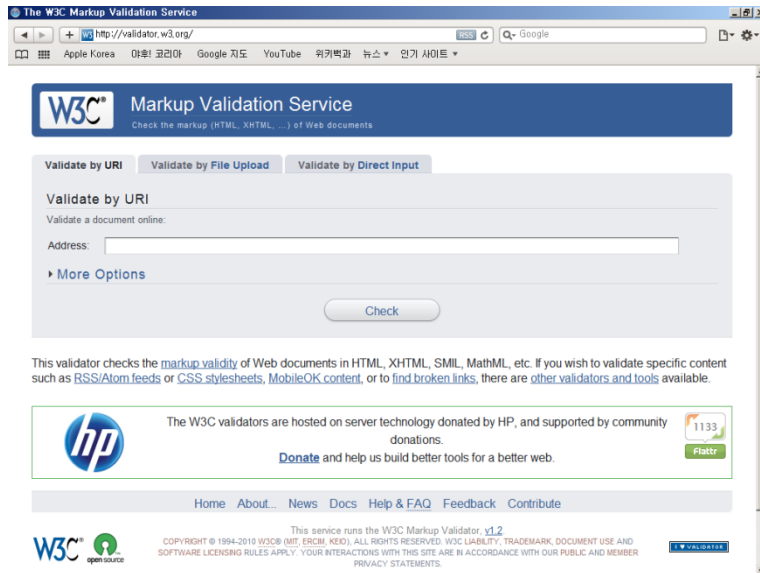 The W3C Markup Validation Service
http://validator.w3.org/
RSS
Google
Apple Korea 야후! 코리아 Google 지도 YouTube 위키백과 뉴스 인기 사이트
W3C®
Markup Validation Service
Check the markup (HTML, XHTML, ...) of Web documents
Validate by URI Validate by File Upload Validate by Direct Input
Validate by URI
Validate a document online:
Address:
More Options
Check
This validator checks the markup validity of Web documents in HTML, XHTML, SMIL, MathML, etc. If you wish to validate specific content
such as RSS/Atom feeds or CSS stylesheets, MobileOK content, or to find broken links, there are other validators and tools available.
hp
The W3C validators are hosted on server technology donated by HP, and supported by community
donations.
Donate and help us build better tools for a better web.
1133
Flattr
Home About... News Docs Help & FAQ Feedback Contribute
W3C®
open source
This service runs the W3C Markup Validator, v1.2.
COPYRIGHT © 1994-2010 W3C® (MIT, ERCIM, KEIO), ALL RIGHTS RESERVED. W3C LIABILITY, TRADEMARK, DOCUMENT USE AND
SOFTWARE LICENSING RULES APPLY. YOUR INTERACTIONS WITH THIS SITE ARE IN ACCORDANCE WITH OUR PUBLIC AND MEMBER
PRIVACY STATEMENTS.
I ♥ VALIDATOR